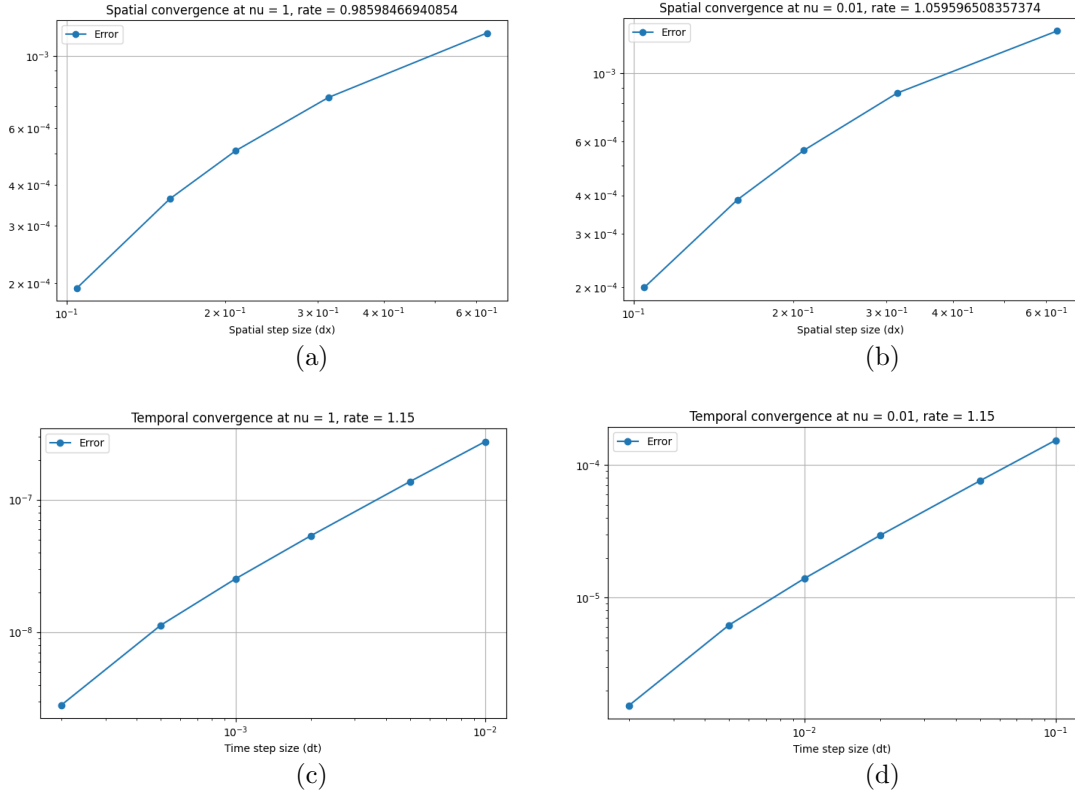 Spatial convergence at nu = 1, rate = 0.98598466940854
Error
10⁻³
6 × 10⁻⁴
4 × 10⁻⁴
3 × 10⁻⁴
2 × 10⁻⁴
10⁻¹
2 × 10⁻¹
3 × 10⁻¹
4 × 10⁻¹
6 × 10⁻¹
Spatial step size (dx)
(a)
Spatial convergence at nu = 0.01, rate = 1.059596508357374
Error
10⁻³
6 × 10⁻⁴
4 × 10⁻⁴
3 × 10⁻⁴
2 × 10⁻⁴
10⁻¹
2 × 10⁻¹
3 × 10⁻¹
4 × 10⁻¹
6 × 10⁻¹
Spatial step size (dx)
(b)
Temporal convergence at nu = 1, rate = 1.15
Error
10⁻⁷
10⁻⁸
10⁻³
10⁻²
Time step size (dt)
(c)
Temporal convergence at nu = 0.01, rate = 1.15
Error
10⁻⁴
10⁻⁵
10⁻²
10⁻¹
Time step size (dt)
(d)